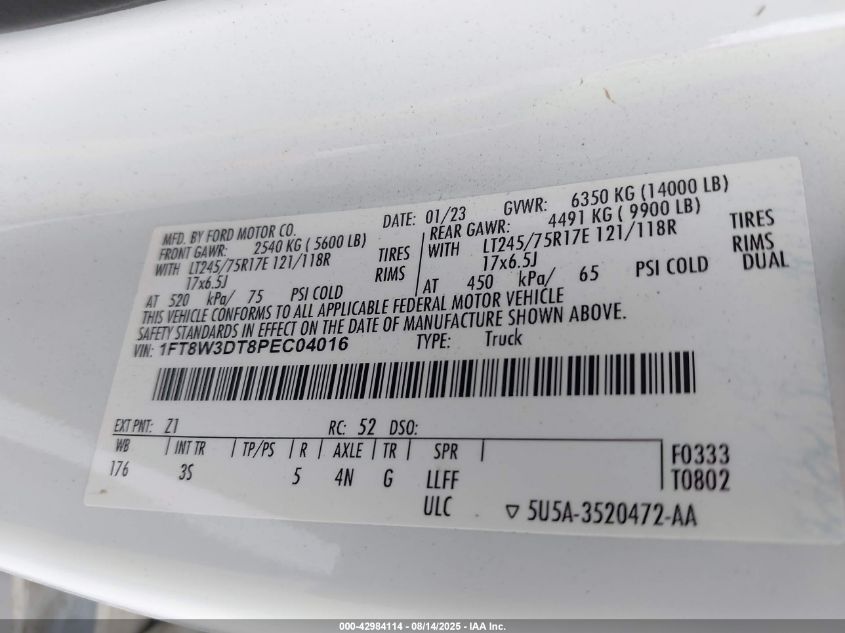 MFD. BY FORD MOTOR CO. DATE: 01/23 GVWR: 6350 KG (14000 LB)
FRONT GAWR: 2540 KG ( 5600 LB) REAR GAWR: 4491 KG ( 9900 LB)
WITH LT245/75R17E 121/118R TIRES WITH LT245/75R17E 121/118R TIRES
17x6.5J RIMS 17x6.5J RIMS
AT 520 kPa/ 75 PSI COLD AT 450 kPa/ 65 PSI COLD DUAL
THIS VEHICLE CONFORMS TO ALL APPLICABLE FEDERAL MOTOR VEHICLE
SAFETY STANDARDS IN EFFECT ON THE DATE OF MANUFACTURE SHOWN ABOVE.
VIN: 1FT8W3DT8PEC04016 TYPE: Truck
EXT PNT: Z1 RC: 52 DSO:
WB INT TR TP/PS R AXLE TR SPR F0333
176 3S 5 4N G LLFF T0802
ULC ▽ 5U5A-3520472-AA
000-42984114 - 08/14/2025 - IAA Inc.